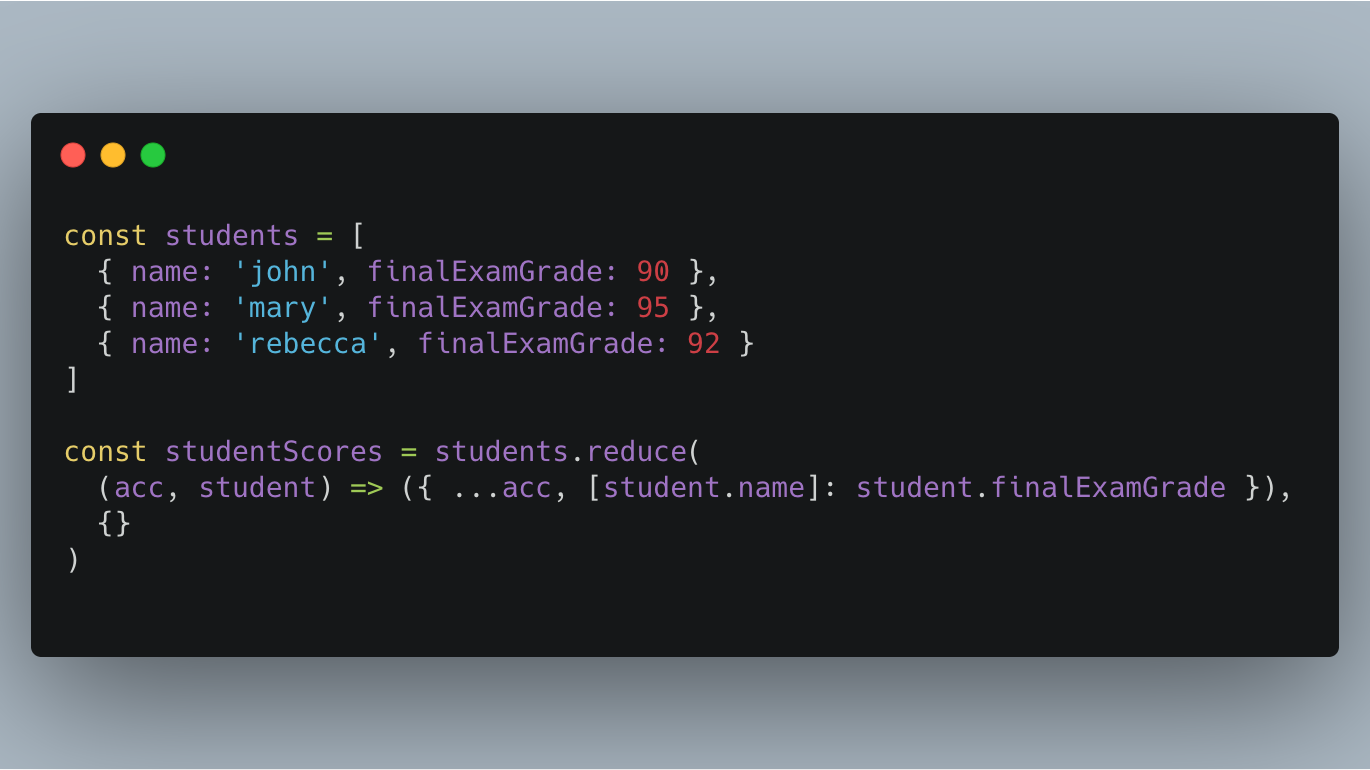 const students = [
  { name: 'john', finalExamGrade: 90 },
  { name: 'mary', finalExamGrade: 95 },
  { name: 'rebecca', finalExamGrade: 92 }
]

const studentScores = students.reduce(
  (acc, student) => ({ ...acc, [student.name]: student.finalExamGrade }),
  {}
)